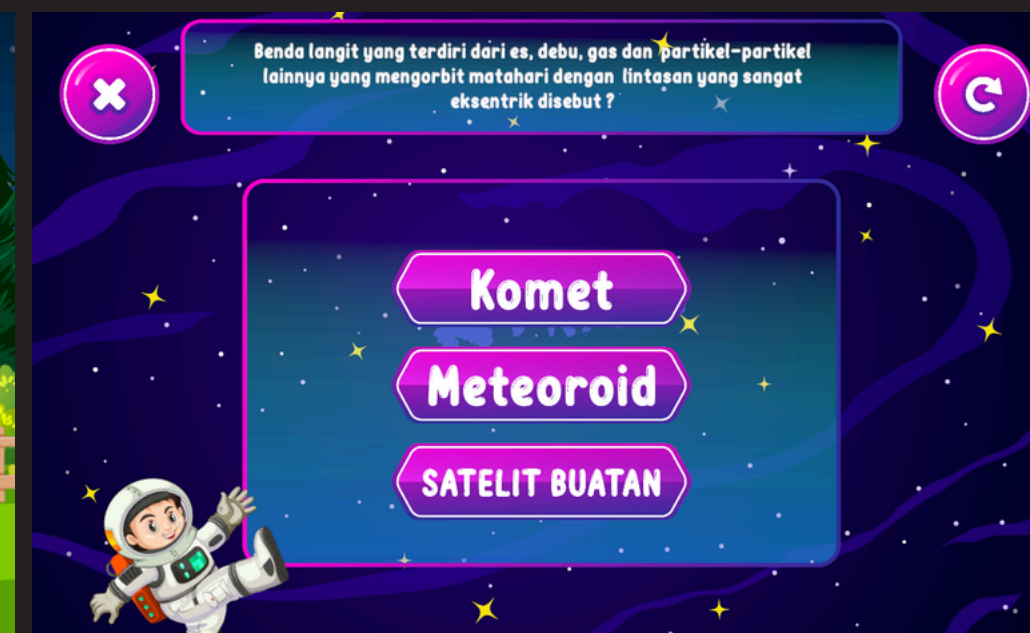 Benda langit yang terdiri dari es, debu, gas dan partikel-partikel
lainnya yang mengorbit matahari dengan lintasan yang sangat
eksentrik disebut ?
Komet
Meteoroid
SATELIT BUATAN